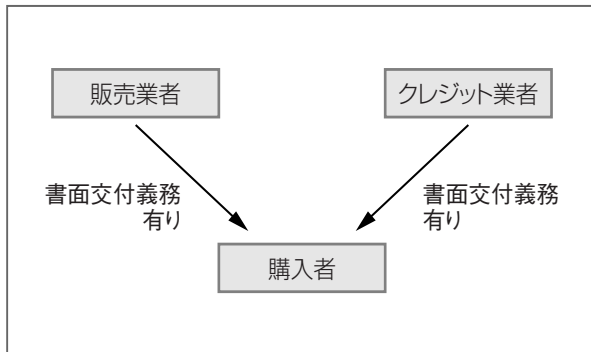 販売業者
クレジット業者
書面交付義務
有り
書面交付義務
有り
購入者